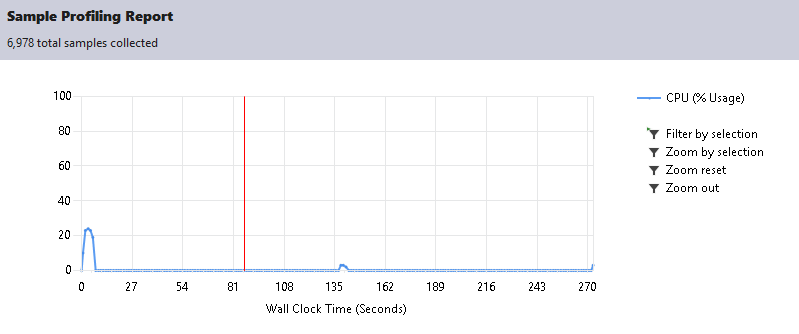 Sample Profiling Report
6,978 total samples collected
100
80
60
40
20
0
0 27 54 81 108 135 162 189 216 243 270
Wall Clock Time (Seconds)
CPU (% Usage)
Filter by selection
Zoom by selection
Zoom reset
Zoom out